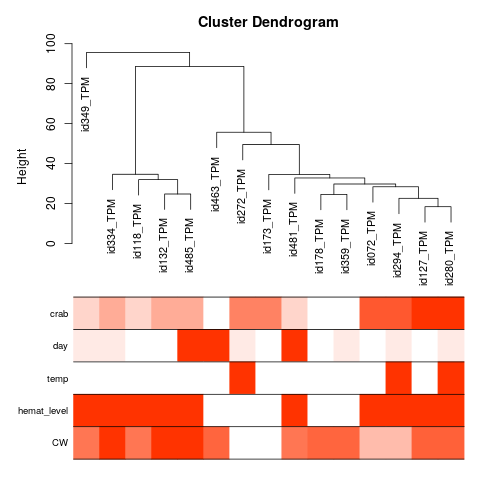 Cluster Dendrogram
Height
0
20
40
60
80
100
id349_TPM
id334_TPM
id118_TPM
id132_TPM
id485_TPM
id463_TPM
id272_TPM
id173_TPM
id481_TPM
id178_TPM
id359_TPM
id072_TPM
id294_TPM
id127_TPM
id280_TPM
crab
day
temp
hemat_level
CW